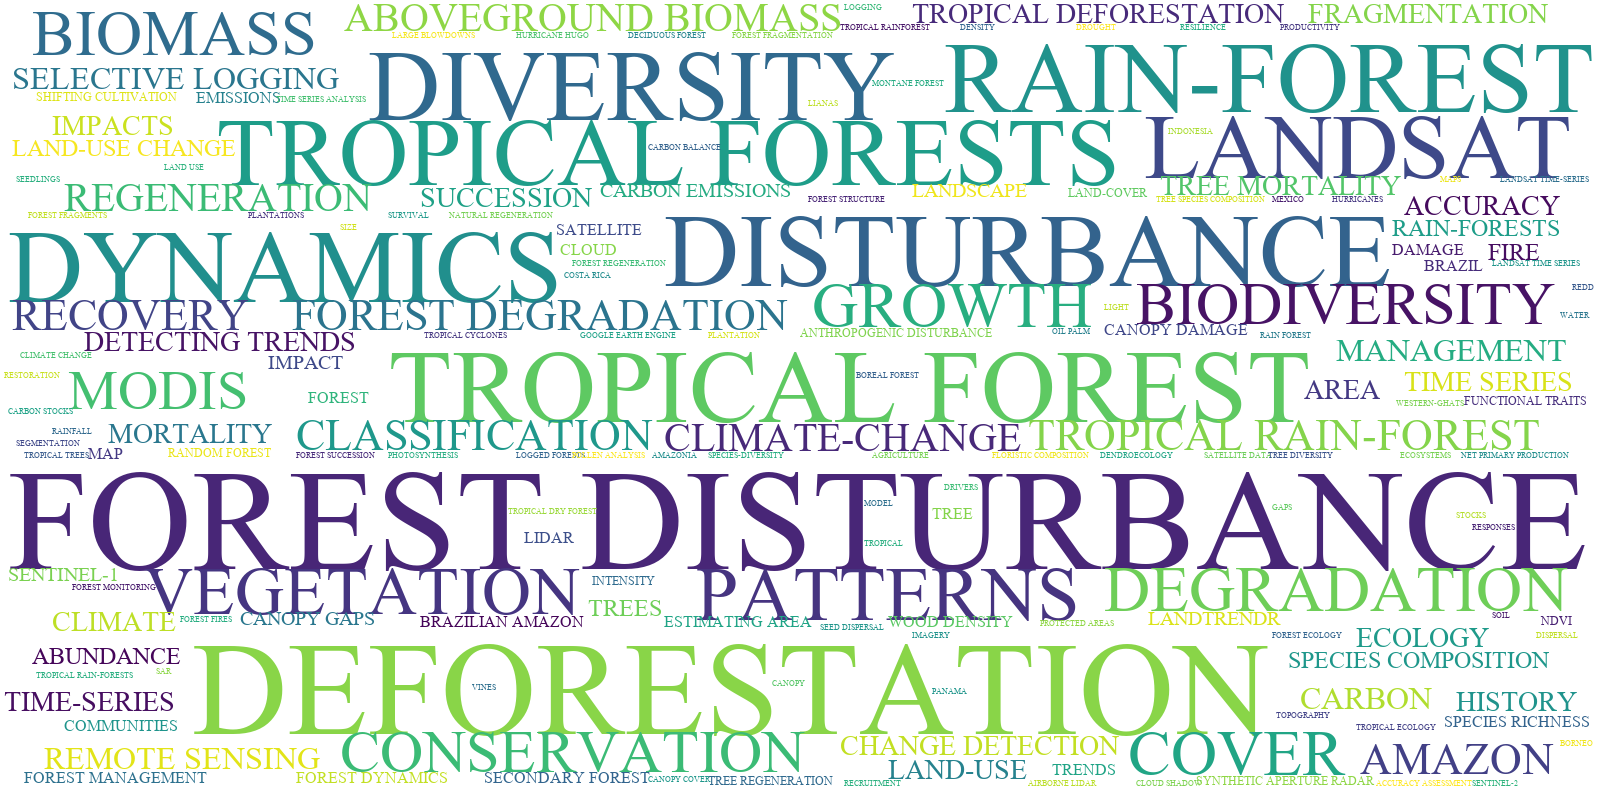 BIOMASS
ABOVEGROUND BIOMASS
LOGGING
TROPICAL DEFORESTATION
FRAGMENTATION
TROPICAL RAINFOREST
DENSITY
DROUGHT
RESILIENCE
PRODUCTIVITY
LARGE BLOWDOWNS
HURRICANE HUGO
DECIDUOUS FOREST
FOREST FRAGMENTATION
SELECTIVE LOGGING
DIVERSITY
RAIN-FOREST
MONTANE FOREST
SHIFTING CULTIVATION
EMISSIONS
TIME SERIES ANALYSIS
LIANAS
IMPACTS
LAND-USE CHANGE
TROPICAL FORESTS
CARBON BALANCE
LANDSAT
INDONESIA
LAND USE
SEEDLINGS
REGENERATION
SUCCESSION
CARBON EMISSIONS
LANDSCAPE
LAND-COVER
TREE MORTALITY
MAPS
LANDSAT TIME-SERIES
FOREST STRUCTURE
TREE SPECIES COMPOSITION
MEXICO
HURRICANES
ACCURACY
FOREST FRAGMENTS
PLANTATIONS
SURVIVAL
NATURAL REGENERATION
SIZE
DYNAMICS
SATELLITE
CLOUD
FOREST REGENERATION
COSTA RICA
DISTURBANCE
RAIN-FORESTS
DAMAGE
FIRE
BRAZIL
LANDSAT TIME SERIES
REDD
RECOVERY
FOREST DEGRADATION
GROWTH
LIGHT
BIODIVERSITY
WATER
DETECTING TRENDS
TROPICAL CYCLONES
GOOGLE EARTH ENGINE
PLANTATION
ANTHROPOGENIC DISTURBANCE
OIL PALM
CANOPY DAMAGE
RAIN FOREST
CLIMATE CHANGE
IMPACT
TROPICAL FOREST
MANAGEMENT
RESTORATION
MODIS
BOREAL FOREST
AREA
TIME SERIES
FOREST
WESTERN-GHATS
FUNCTIONAL TRAITS
CARBON STOCKS
RAINFALL
SEGMENTATION
MORTALITY
CLASSIFICATION
CLIMATE-CHANGE
TROPICAL RAIN-FOREST
TROPICAL TREES
MAP
RANDOM FOREST
FOREST SUCCESSION
PHOTOSYNTHESIS
LOGGED FORESTS
POLLEN ANALYSIS
AMAZONIA
SPECIES-DIVERSITY
AGRICULTURE
FLORISTIC COMPOSITION
DENDROECOLOGY
SATELLITE DATA
TREE DIVERSITY
ECOSYSTEMS
NET PRIMARY PRODUCTION
FOREST DISTURBANCE
DRIVERS
MODEL
TROPICAL DRY FOREST
TREE
GAPS
STOCKS
RESPONSES
LIDAR
TROPICAL
SENTINEL-1
FOREST MONITORING
VEGETATION
INTENSITY
PATTERNS
DEGRADATION
TREES
CLIMATE
FOREST FIRES
CANOPY GAPS
BRAZILIAN AMAZON
ESTIMATING AREA
SEED DISPERSAL
WOOD DENSITY
PROTECTED AREAS
LANDTRENDR
SOIL
NDVI
IMAGERY
FOREST ECOLOGY
ECOLOGY
DISPERSAL
ABUNDANCE
DEFORESTATION
SPECIES COMPOSITION
TROPICAL RAIN-FORESTS
SAR
VINES
CANOPY
PANAMA
TIME-SERIES
CARBON
HISTORY
COMMUNITIES
TOPOGRAPHY
TROPICAL ECOLOGY
SPECIES RICHNESS
REMOTE SENSING
CONSERVATION
CHANGE DETECTION
COVER
AMAZON
BORNEO
FOREST MANAGEMENT
FOREST DYNAMICS
SECONDARY FOREST
CANOPY COVER
TREE REGENERATION
LAND-USE
TRENDS
RECRUITMENT
AIRBORNE LIDAR
CLOUD SHADOW
SYNTHETIC APERTURE RADAR
ACCURACY ASSESSMENT
SENTINEL-2